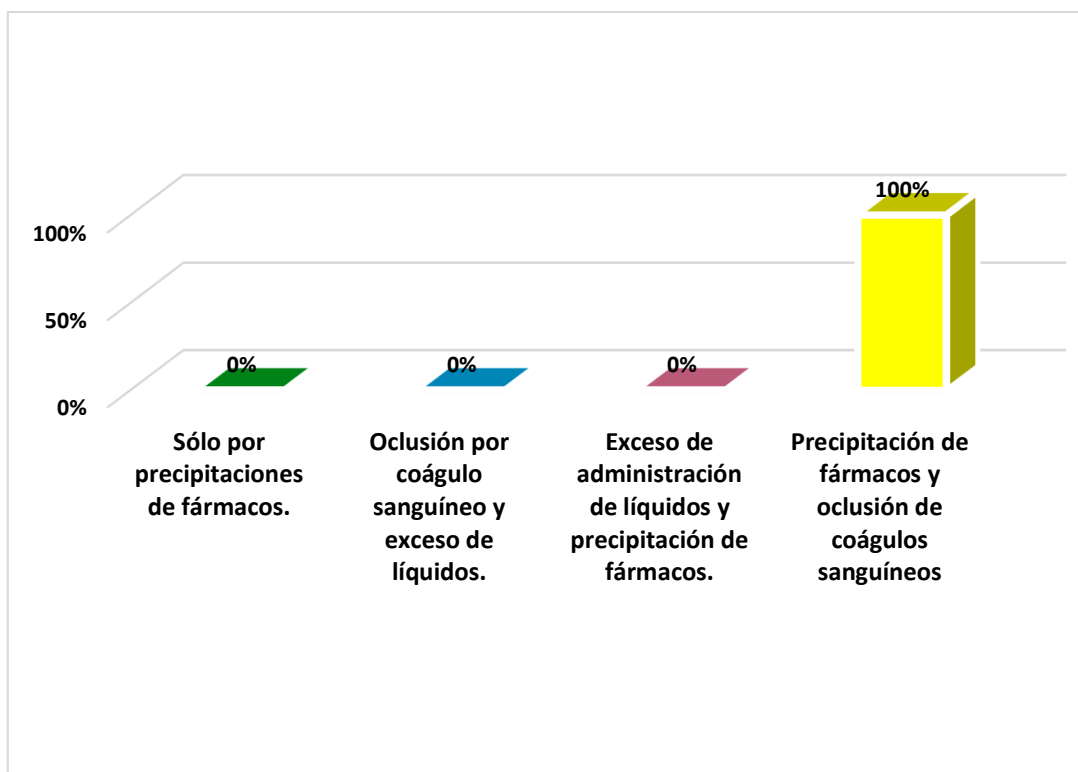 100%
100%
50%
0%
0%
0%
0%
Sólo por
precipitaciones
de fármacos.
Oclusión por
coágulo
sanguíneo y
exceso de
líquidos.
Exceso de
administración
de líquidos y
precipitación de
fármacos.
Precipitación de
fármacos y
oclusión de
coágulos
sanguíneos